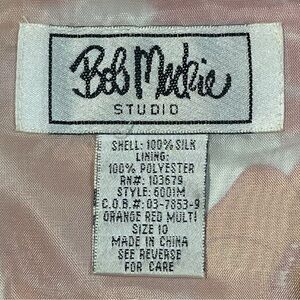 Bob Mackie
STUDIO
SHELL: 100% SILK
LINING:
100% POLYESTER
RN#: 103679
STYLE: 6001M
C.O.B.#: 03-7853-9
ORANGE RED MULTI
SIZE 10
MADE IN CHINA
SEE REVERSE
FOR CARE